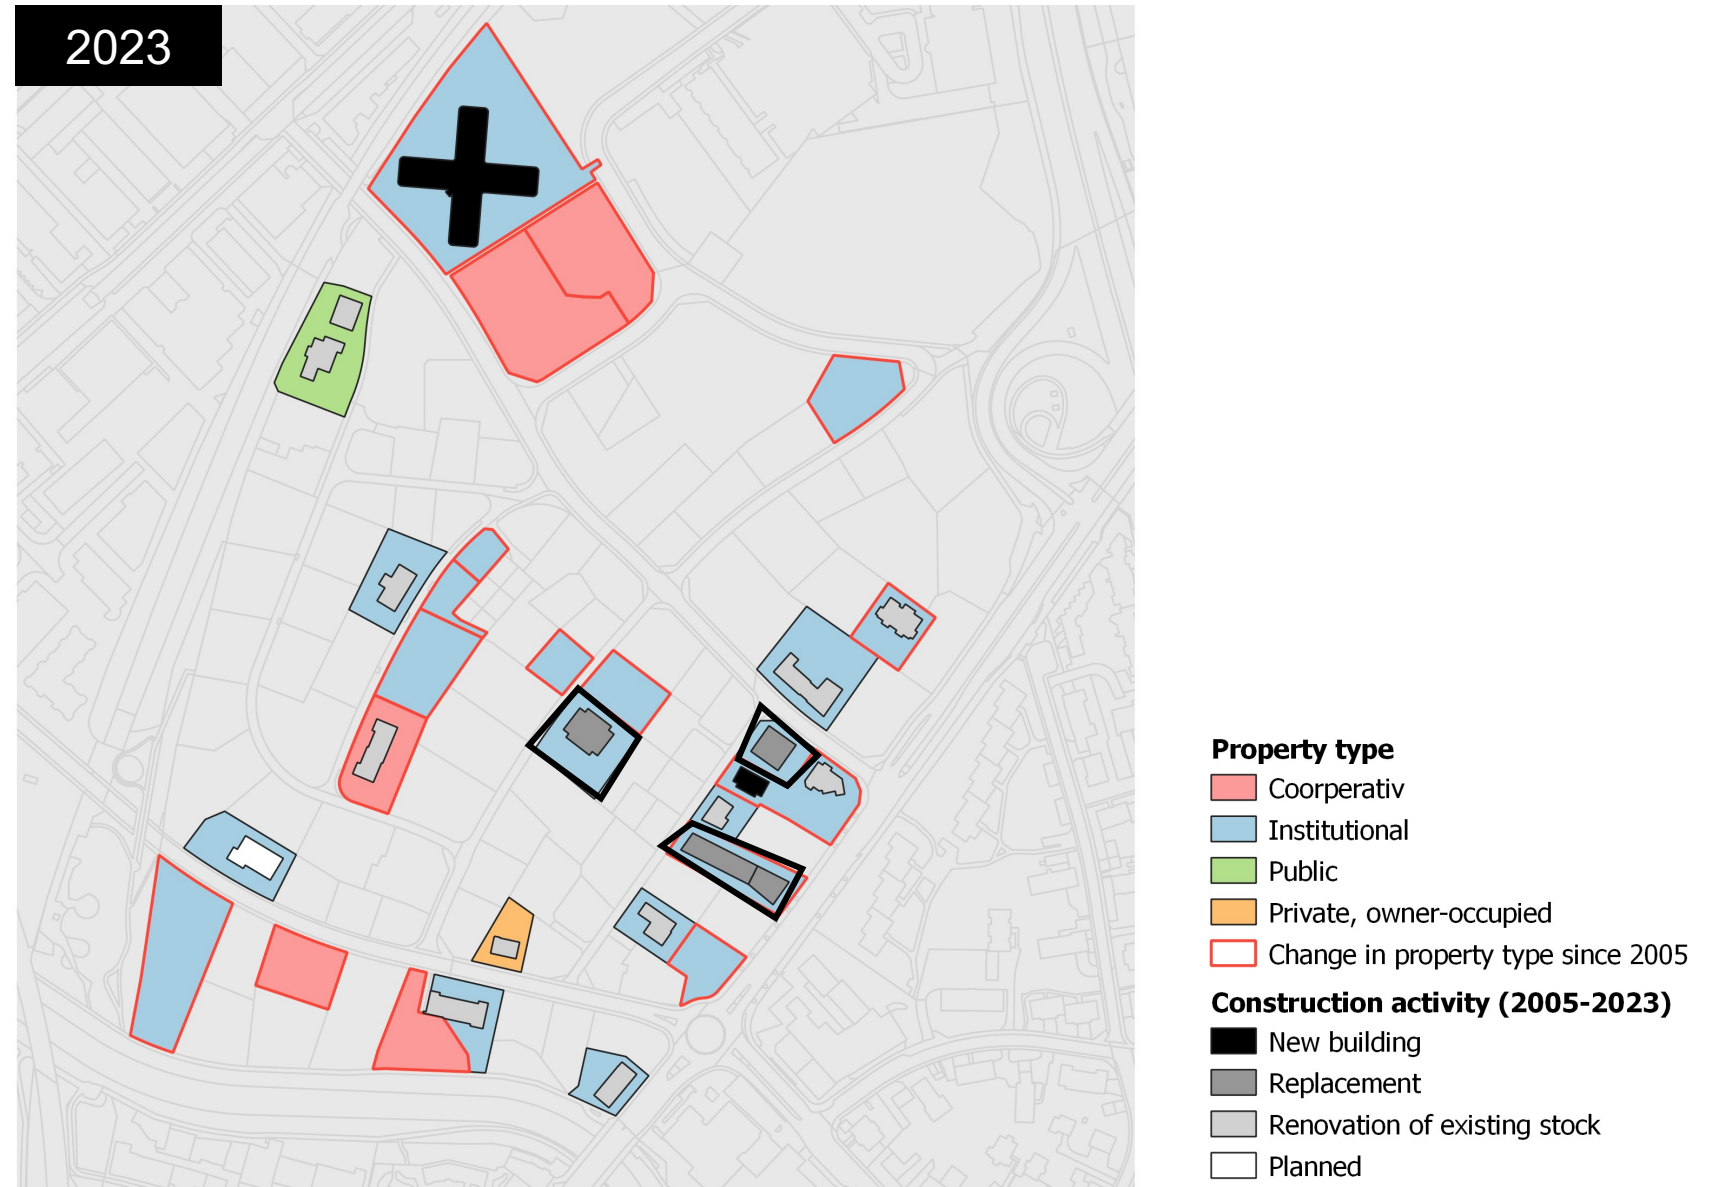 2023
Property type
Coorperativ
Institutional
Public
Private, owner-occupied
Change in property type since 2005
Construction activity (2005-2023)
New building
Replacement
Renovation of existing stock
Planned